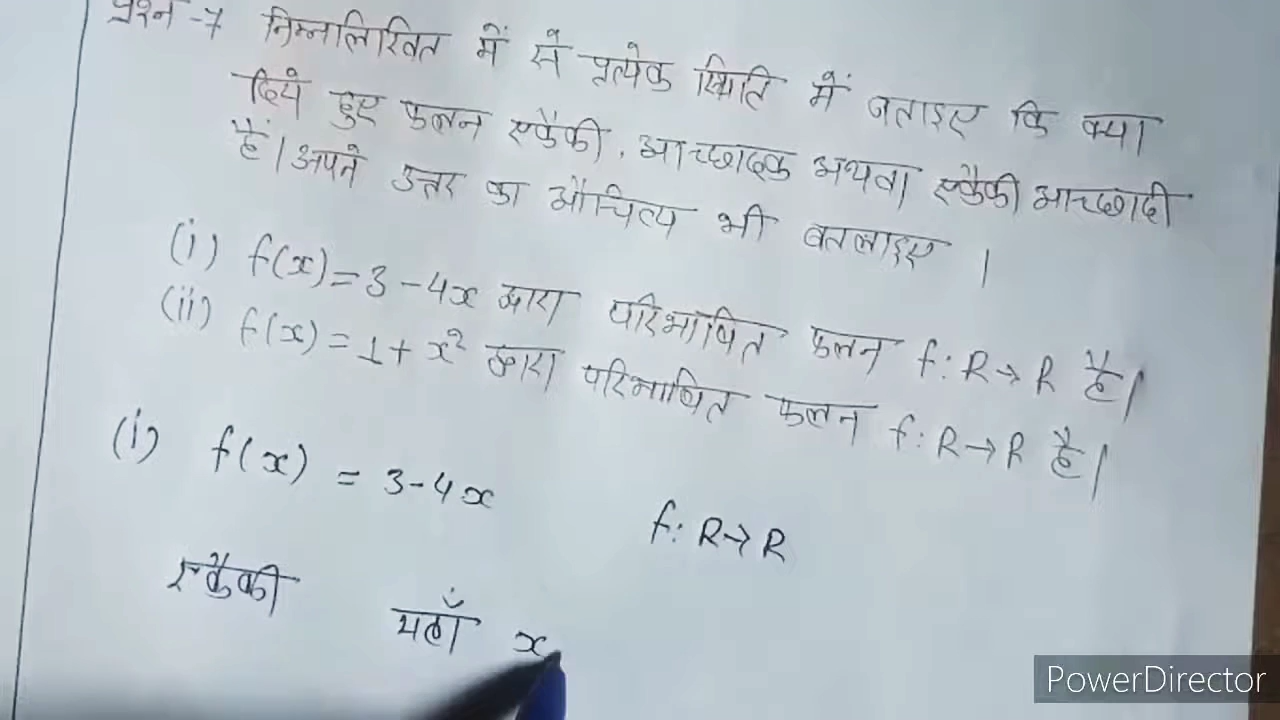 प्रश्न -7 निम्नलिखित में से प्रत्येक स्थिति में बताइए कि क्या
दिये हुए फलन एकैकी, आच्छादक अथवा एकैकी आच्छादी
हैं। अपने उत्तर का औचित्य भी बतलाइए ।
(i) f(x)=3-4x द्वारा परिभाषित फलन f:R→R है।
(ii) f(x)=1+x² द्वारा परिभाषित फलन f:R→R है।
(i) f(x) = 3-4x f:R→R
एकैकी यहाँ x
PowerDirector